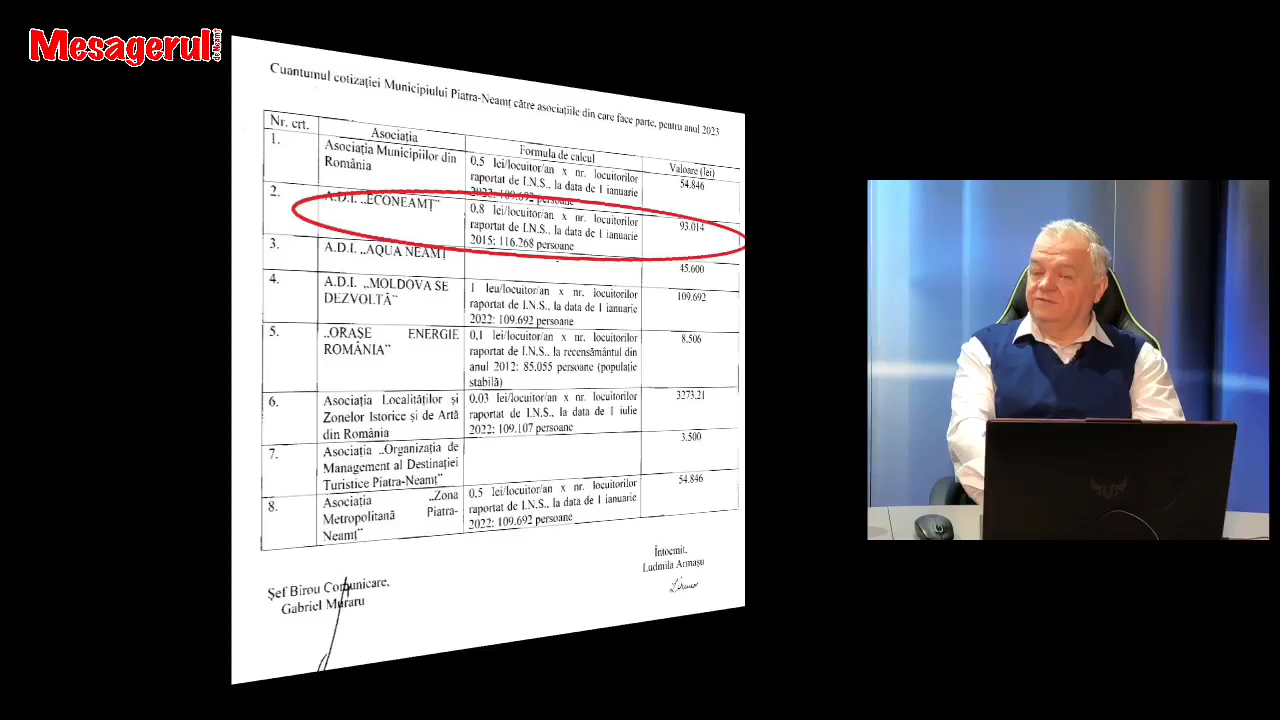 Mesagerul
de Neamț
Cuantumul cotizației Municipiului Piatra-Neamț către asociațiile din care face parte, pentru anul 2023
Nr. crt.
Asociația
Formula de calcul
Valoare (lei)
1.
Asociația Municipiilor din
România
0,5 lei/locuitor/an x nr. locuitorilor
raportat de I.N.S., la data de 1 ianuarie
2022: 109.692 persoane
54.846
2.
A.D.I. „ECONEAMȚ”
0,8 lei/locuitor/an x nr. locuitorilor
raportat de I.N.S., la data de 1 ianuarie
2015: 116.268 persoane
93.014
3.
A.D.I. „AQUA NEAMȚ
45.600
4.
A.D.I. „MOLDOVA SE
DEZVOLTĂ”
1 leu/locuitor/an x nr. locuitorilor
raportat de I.N.S., la data de 1 ianuarie
2022: 109.692 persoane
109.692
5.
„ORAȘE ENERGIE
ROMÂNIA”
0,1 lei/locuitor/an x nr. locuitorilor
raportat de I.N.S., la recensământul din
anul 2012: 85.055 persoane (populație
stabilă)
8.506
6.
Asociația Localităților și
Zonelor Istorice și de Artă
din România
0.03 lei/locuitor/an x nr. locuitorilor
raportat de I.N.S., la data de 1 iulie
2022: 109.107 persoane
3273.21
7.
Asociația „Organizația de
Management al Destinației
Turistice Piatra-Neamț”
3.500
8.
Asociația „Zona
Metropolitană Piatra-
Neamț”
0,5 lei/locuitor/an x nr. locuitorilor
raportat de I.N.S., la data de 1 ianuarie
2022: 109.692 persoane
54.846
Șef Birou Comunicare,
Gabriel Muraru
Întocmit,
Ludmila Armașu